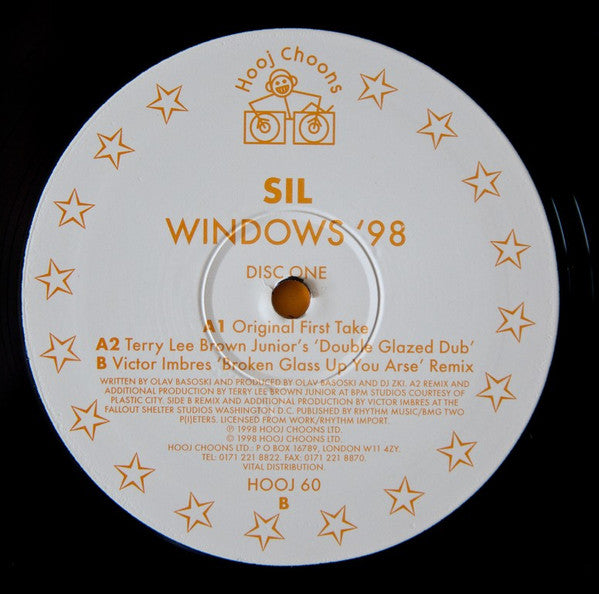 Hooj Choons
SIL
WINDOWS '98
DISC ONE
A1 Original First Take
A2 Terry Lee Brown Junior's 'Double Glazed Dub'
B Victor Imbres 'Broken Glass Up You Arse' Remix
WRITTEN BY OLAV BASOSKI AND PRODUCED BY OLAV BASOSKI AND DJ ZKI. A2 REMIX AND
ADDITIONAL PRODUCTION BY TERRY LEE BROWN JUNIOR AT BPM STUDIOS COURTESY OF
PLASTIC CITY. SIDE B REMIX AND ADDITIONAL PRODUCTION BY VICTOR IMBRES AT THE
FALLOUT SHELTER STUDIOS WASHINGTON D.C. PUBLISHED BY RHYTHM MUSIC/BMG TWO
P(I)ETERS. LICENSED FROM WORK/RHYTHM IMPORT.
℗ 1998 HOOJ CHOONS LTD.
© 1998 HOOJ CHOONS LTD.
HOOJ CHOONS LTD.: P O BOX 16789, LONDON W11 4ZY.
TEL: 0171 221 8822. FAX: 0171 221 8870.
VITAL DISTRIBUTION.
HOOJ 60
B